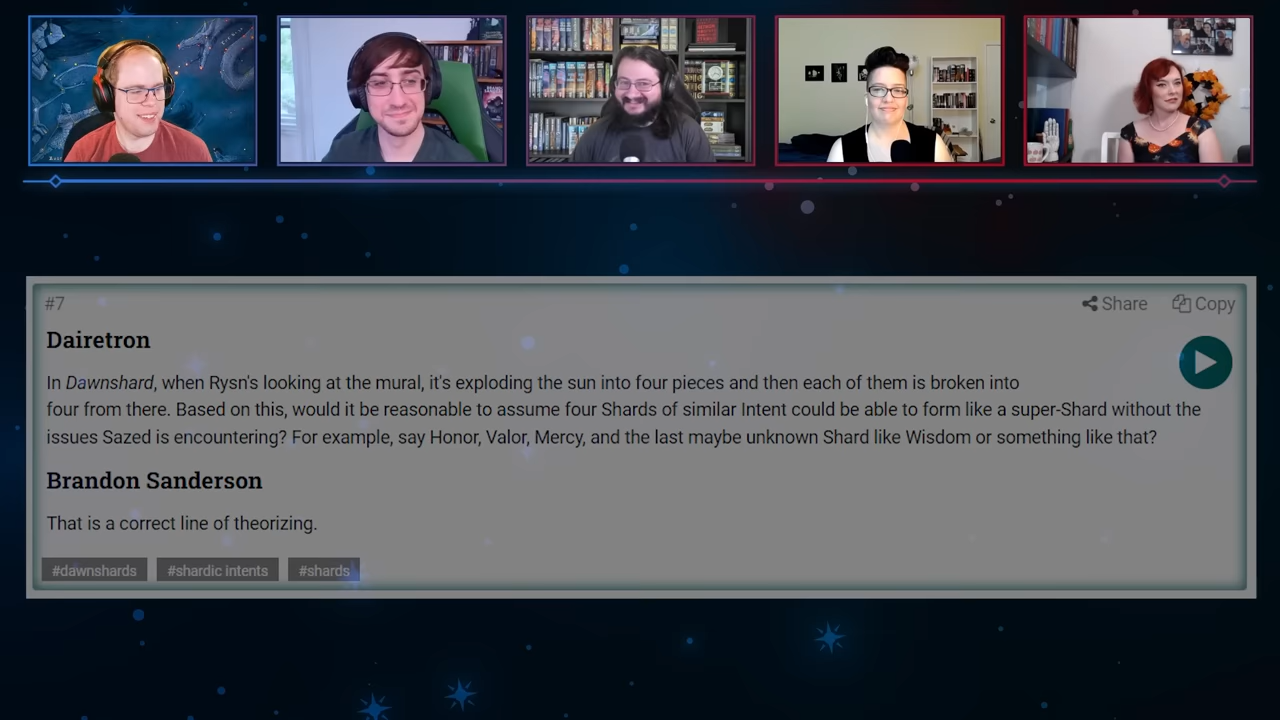 #7
Share
Copy
Dairetron
In Dawnshard, when Rysn's looking at the mural, it's exploding the sun into four pieces and then each of them is broken into
four from there. Based on this, would it be reasonable to assume four Shards of similar Intent could be able to form like a super-Shard without the
issues Sazed is encountering? For example, say Honor, Valor, Mercy, and the last maybe unknown Shard like Wisdom or something like that?
Brandon Sanderson
That is a correct line of theorizing.
#dawnshards
#shardic intents
#shards